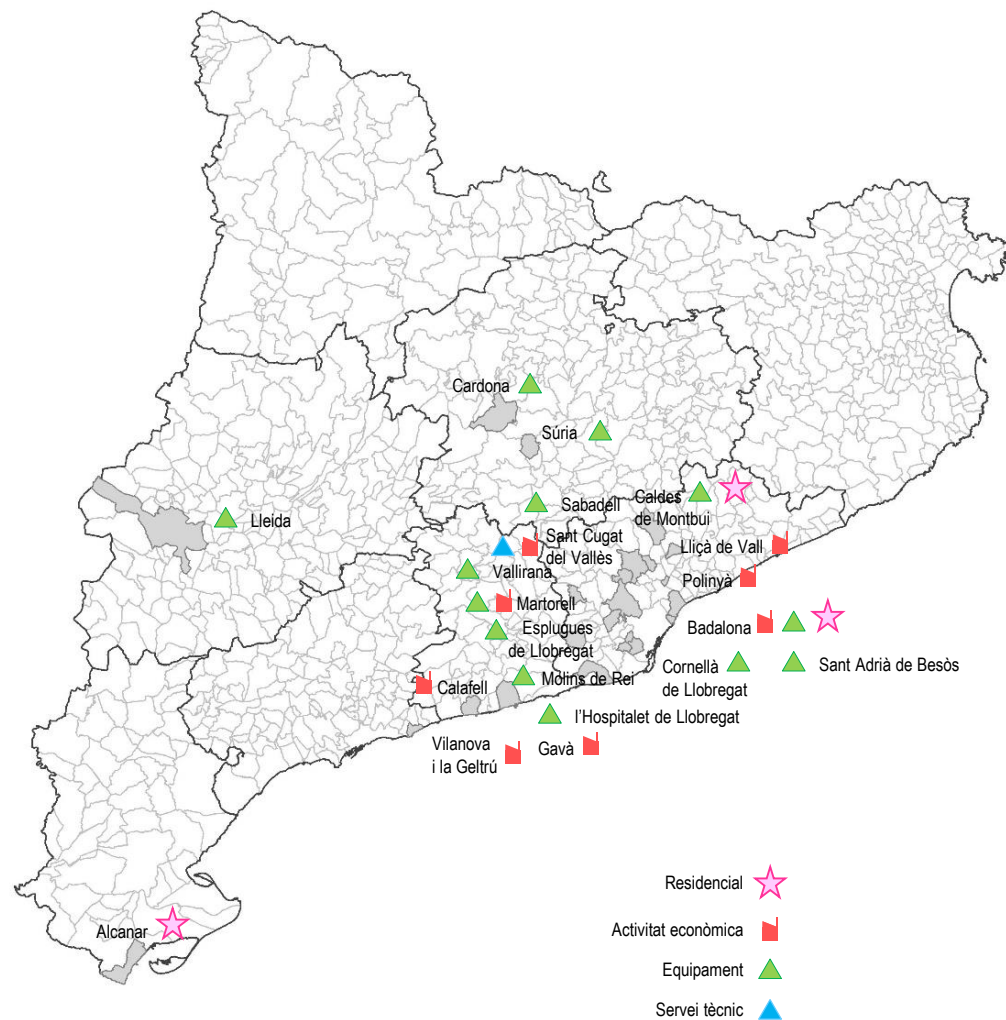 Cardona
Súria
Lleida
Sabadell
Caldes
de Montbui
Sant Cugat
del Vallès
Lliçà de Vall
Vallirana
Polinyà
Martorell
Badalona
Esplugues
de Llobregat
Cornellà
de Llobregat
Sant Adrià de Besòs
Molins de Rei
Calafell
l'Hospitalet de Llobregat
Vilanova
i la Geltrú
Gavà
Residencial
Alcanar
Activitat econòmica
Equipament
Servei tècnic